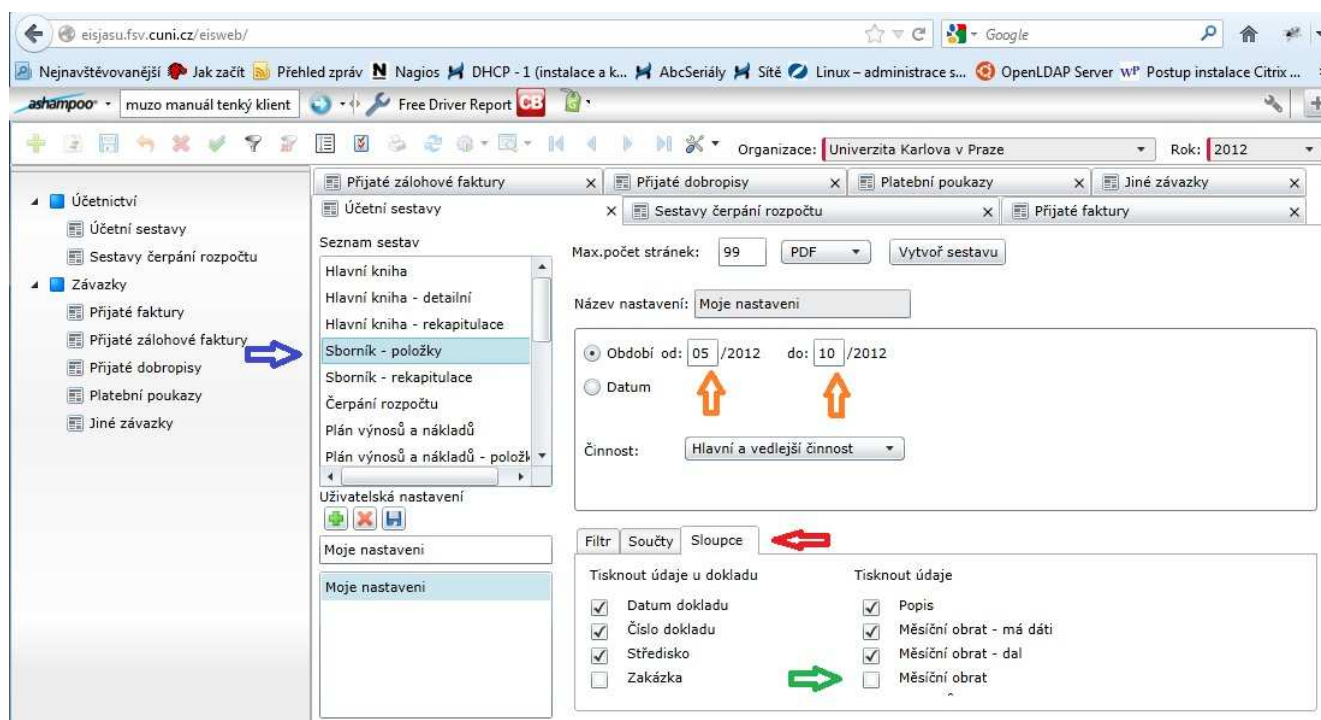 eisjasu.fsv.cuni.cz/eisweb/
Google
Nejnavštěvovanější Jak začít Přehled zpráv Nagios DHCP - 1 (instalace a k... AbcSeriály Sítě Linux – administrace s... OpenLDAP Server Postup instalace Citrix ...
ashampoo muzo manuál tenký klient Free Driver Report CB
Organizace: Univerzita Karlova v Praze Rok: 2012
Přijaté zálohové faktury x Přijaté dobropisy x Platební poukazy x Jiné závazky x
Účetní sestavy x Sestavy čerpání rozpočtu x Přijaté faktury x
Účetnictví
Účetní sestavy
Sestavy čerpání rozpočtu
Závazky
Přijaté faktury
Přijaté zálohové faktury
Přijaté dobropisy
Platební poukazy
Jiné závazky
Seznam sestav
Hlavní kniha
Hlavní kniha - detailní
Hlavní kniha - rekapitulace
Sborník - položky
Sborník - rekapitulace
Čerpání rozpočtu
Plán výnosů a nákladů
Plán výnosů a nákladů - položk
Uživatelská nastavení
Moje nastaveni
Moje nastaveni
Max.počet stránek: 99 PDF Vytvoř sestavu
Název nastavení: Moje nastaveni
Období od: 05 /2012 do: 10 /2012
Datum
Činnost: Hlavní a vedlejší činnost
Filtr Součty Sloupce
Tisknout údaje u dokladu
Datum dokladu
Číslo dokladu
Středisko
Zakázka
Tisknout údaje
Popis
Měsíční obrat - má dáti
Měsíční obrat - dal
Měsíční obrat